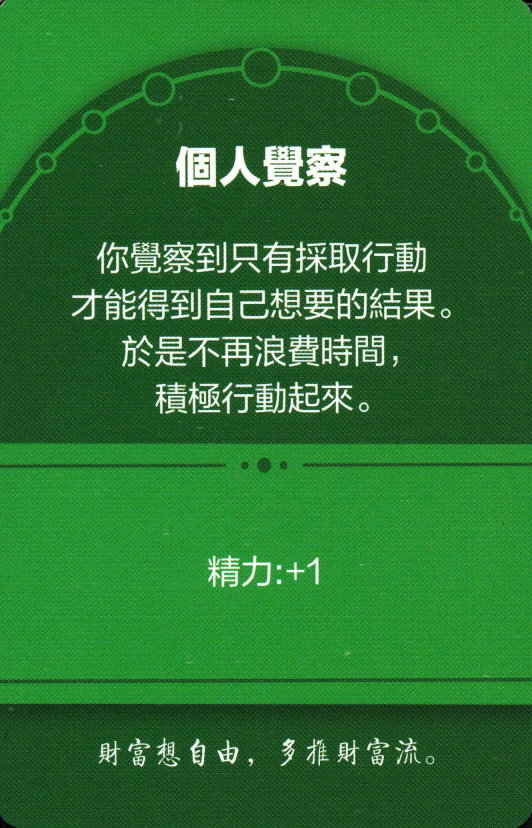 個人覺察
你覺察到只有採取行動
才能得到自己想要的結果。
於是不再浪費時間，
積極行動起來。
精力:+1
財富想自由，多推財富流。